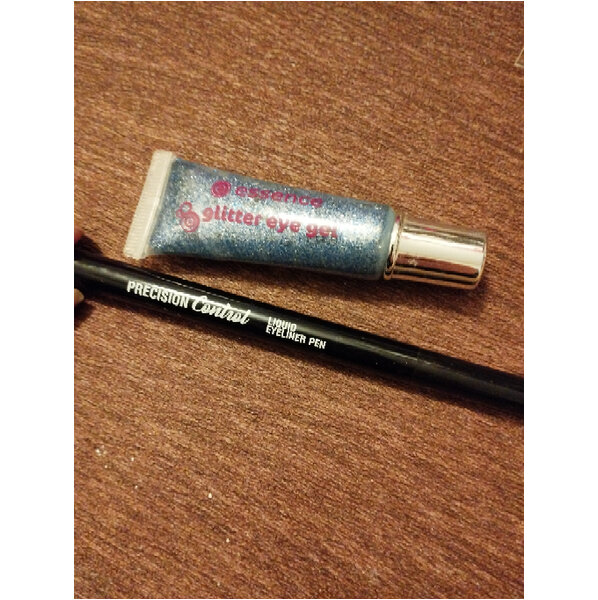 essence
glitter eye gel
PRECISION Control
LIQUID
EYELINER PEN